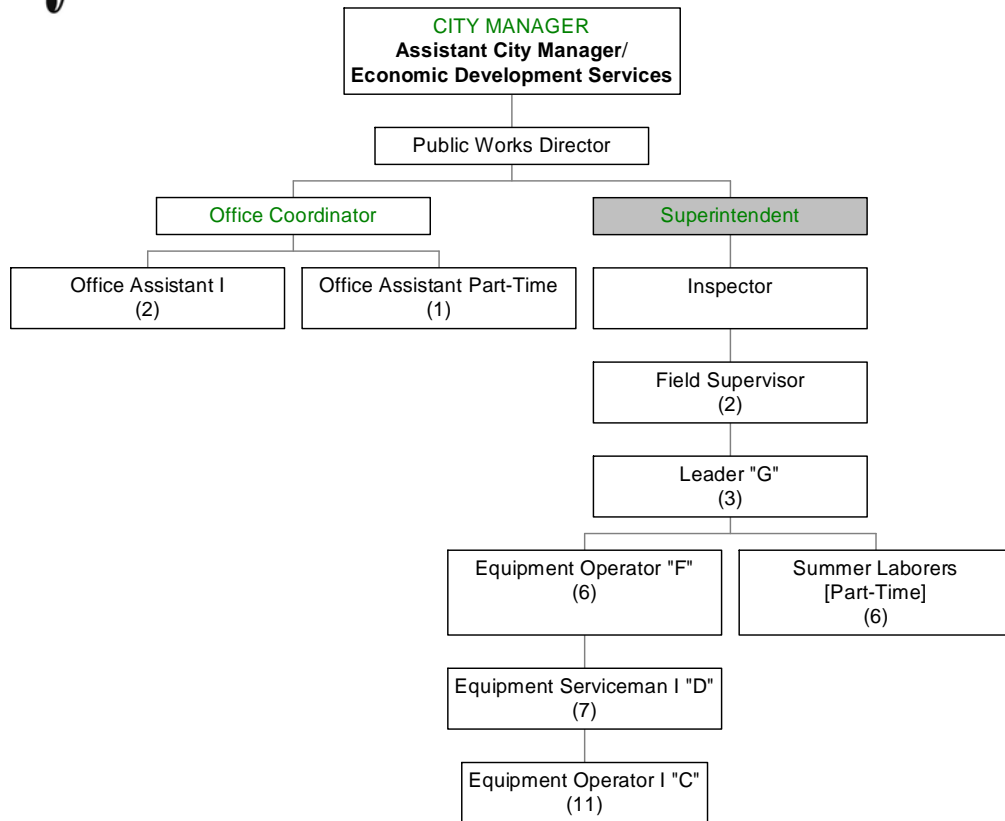 CITY MANAGER
Assistant City Manager/
Economic Development Services
Public Works Director
Office Coordinator
Superintendent
Office Assistant I
(2)
Office Assistant Part-Time
(1)
Inspector
Field Supervisor
(2)
Leader "G"
(3)
Equipment Operator "F"
(6)
Summer Laborers
[Part-Time]
(6)
Equipment Serviceman I "D"
(7)
Equipment Operator I "C"
(11)